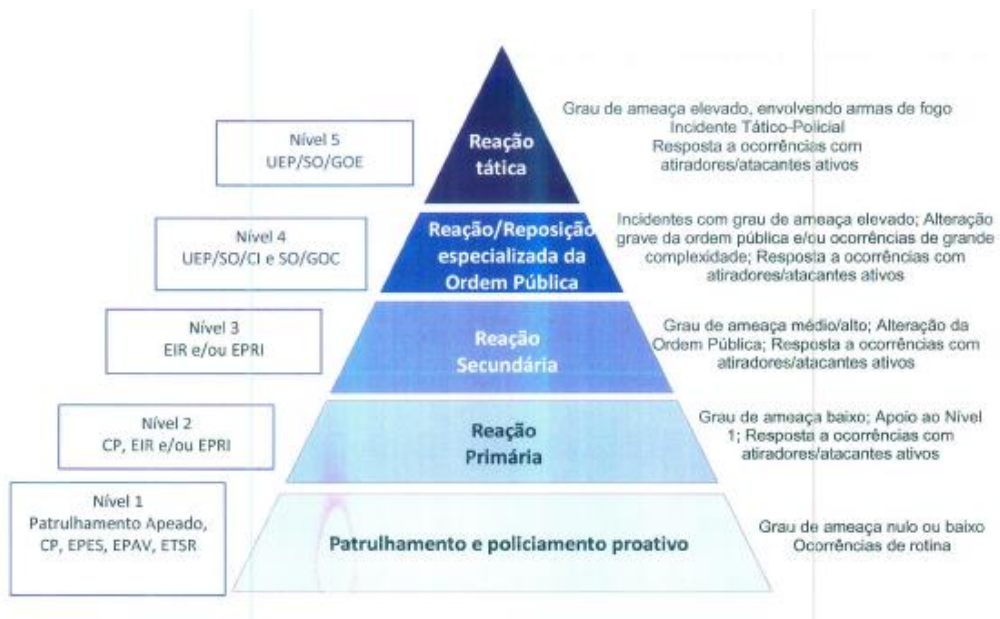 Nível 5
UEP/SO/GOE
Reação
tática
Grau de ameaça elevado, envolvendo armas de fogo
Incidente Tático-Policial
Resposta a ocorrências com
atiradores/atacantes ativos
Nível 4
UEP/SO/CI e SO/GOC
Reação/Reposição
especializada da
Ordem Pública
Incidentes com grau de ameaça elevado; Alteração
grave da ordem pública e/ou ocorrências de grande
complexidade; Resposta a ocorrências com
atiradores/atacantes ativos
Nível 3
EIR e/ou EPRI
Reação
Secundária
Grau de ameaça médio/alto; Alteração da
Ordem Pública; Resposta a ocorrências com
atiradores/atacantes ativos
Nível 2
CP, EIR e/ou EPRI
Reação
Primária
Grau de ameaça baixo; Apoio ao Nível
1; Resposta a ocorrências com
atiradores/atacantes ativos
Nível 1
Patrulhamento Apeado,
CP, EPES, EPAV, ETSR
Patrulhamento e policiamento proativo
Grau de ameaça nulo ou baixo
Ocorrências de rotina